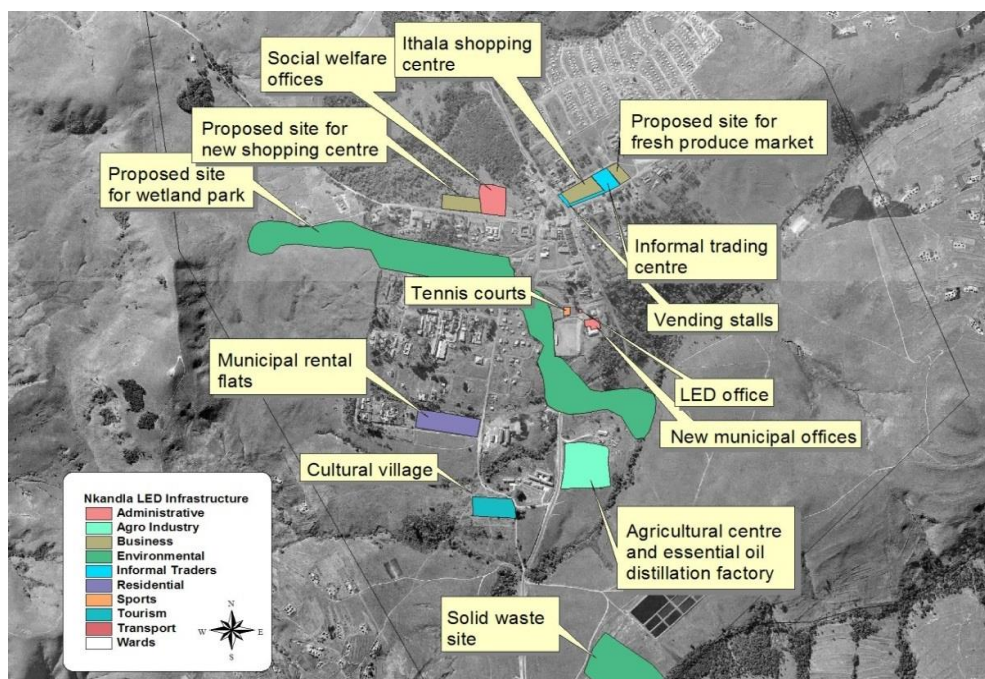 Ithala shopping
centre
Social welfare
offices
Proposed site for
new shopping centre
Proposed site for
fresh produce market
Proposed site
for wetland park
Informal trading
centre
Tennis courts
Vending stalls
Municipal rental
flats
LED office
New municipal offices
Cultural village
Agricultural centre
and essential oil
distillation factory
Solid waste
site
Nkandla LED Infrastructure
Administrative
Agro Industry
Business
Environmental
Informal Traders
Residential
Sports
Tourism
Transport
Wards
N
W E
S